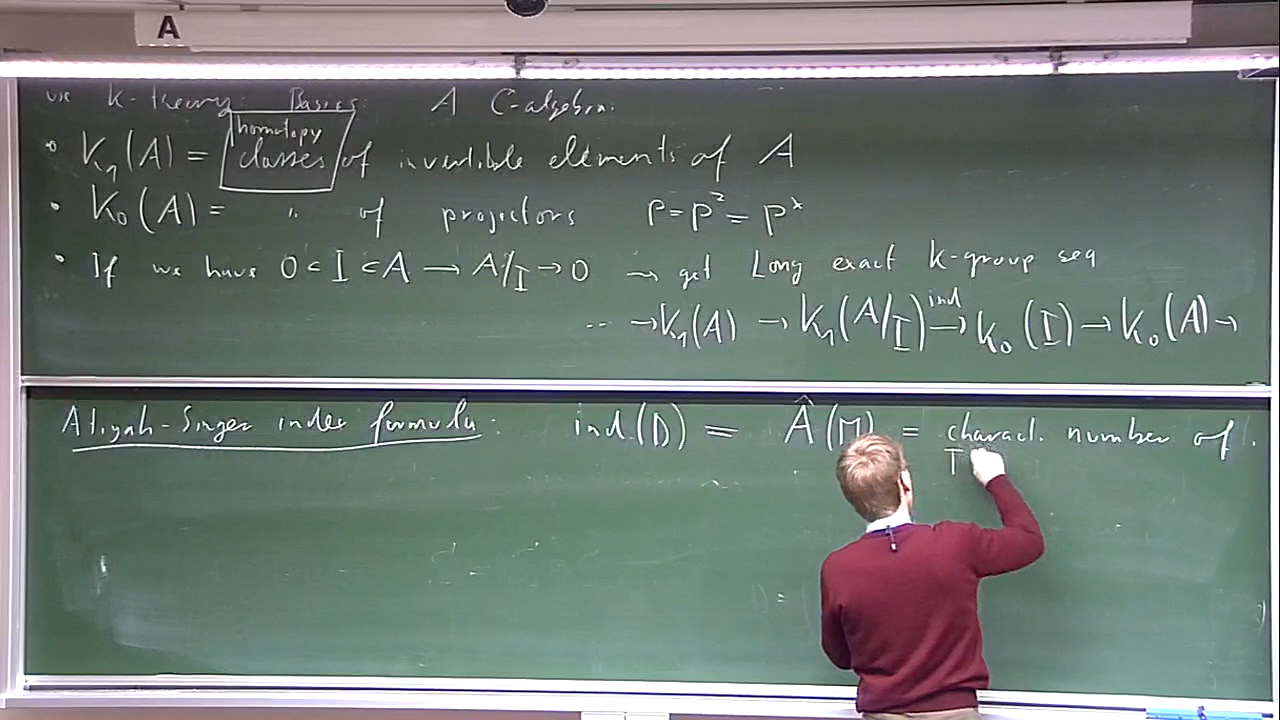 A
use K-theory: Basics: A C-algebra.
• K₁(A) = homotopy classes of invertible elements of A
• K₀(A) = " of projectors P=P²=P*
• If we have 0 ⊂ I ⊂ A → A/I → 0 → get Long exact K-group seq
.. → K₁(A) → K₁(A/I) ind→ K₀(I) → K₀(A) →
Atiyah-Singer index formula: ind(D) = Â(M) = charact. number of
T